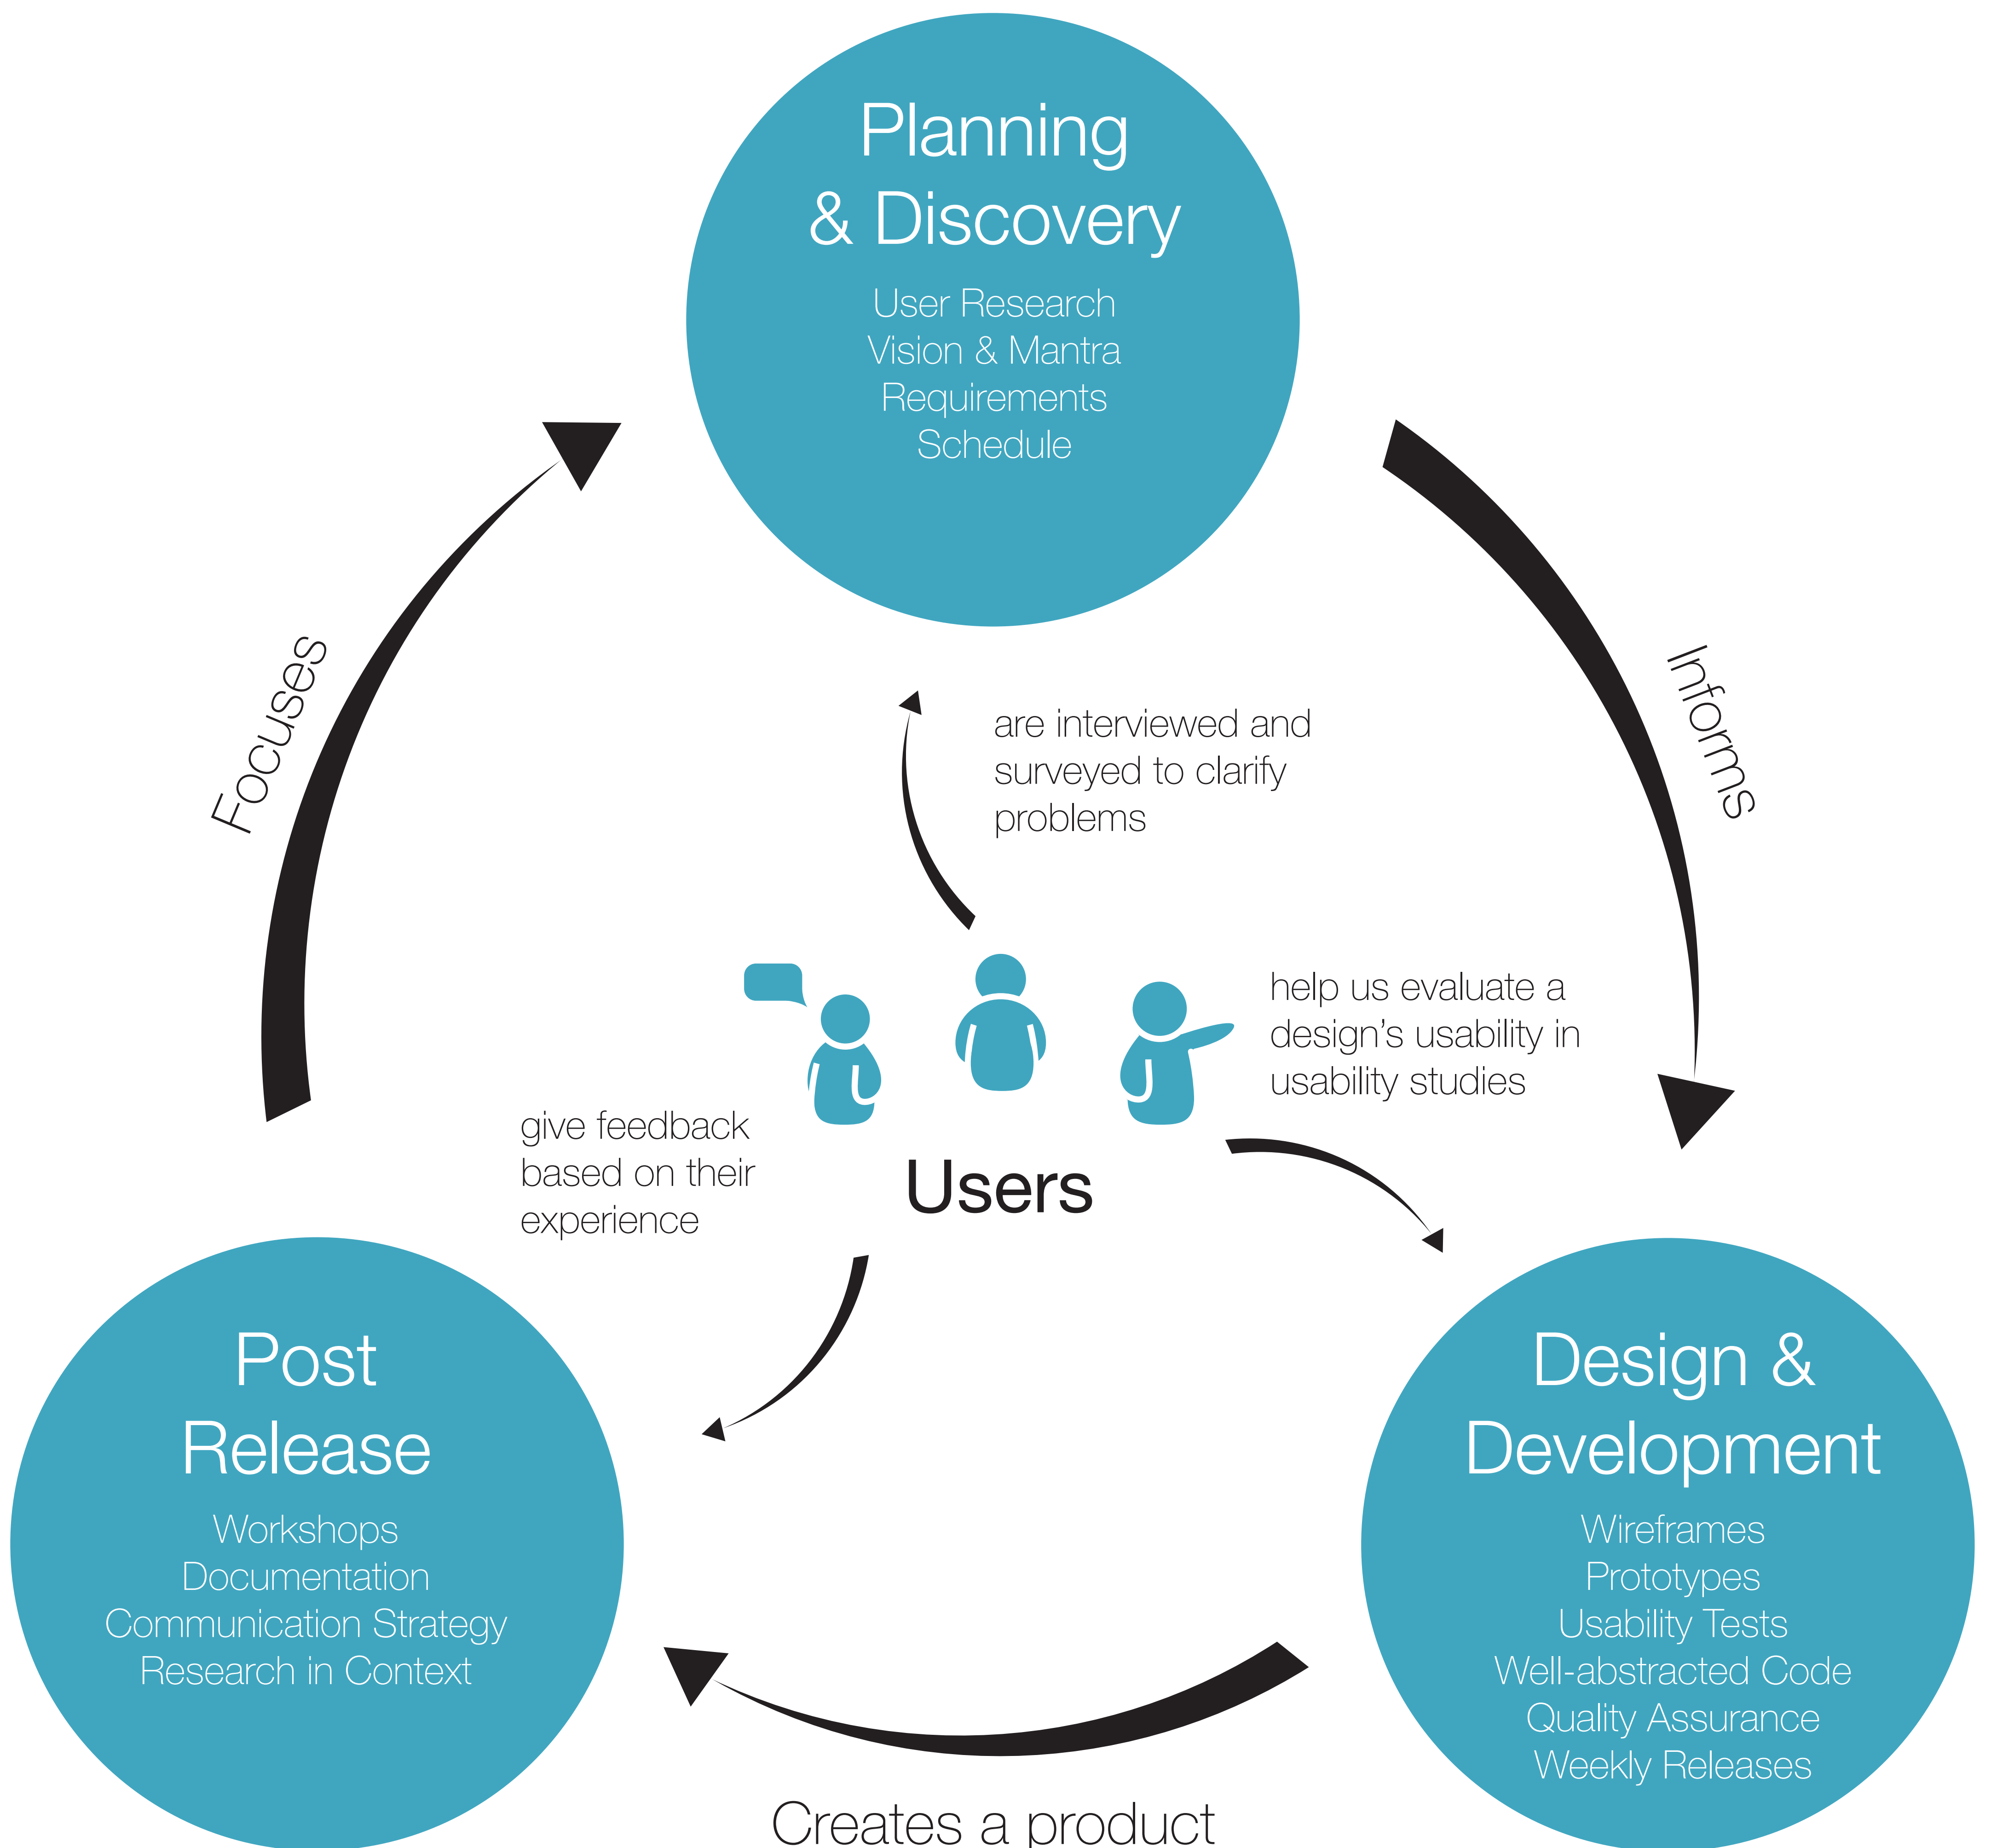 Planning
& Discovery
User Research
Vision & Mantra
Requirements
Schedule
Focuses
Informs
are interviewed and
surveyed to clarify
problems
help us evaluate a
design’s usability in
usability studies
give feedback
based on their
experience
Users
Post
Release
Workshops
Documentation
Communication Strategy
Research in Context
Design &
Development
Wireframes
Prototypes
Usability Tests
Well-abstracted Code
Quality Assurance
Weekly Releases
Creates a product